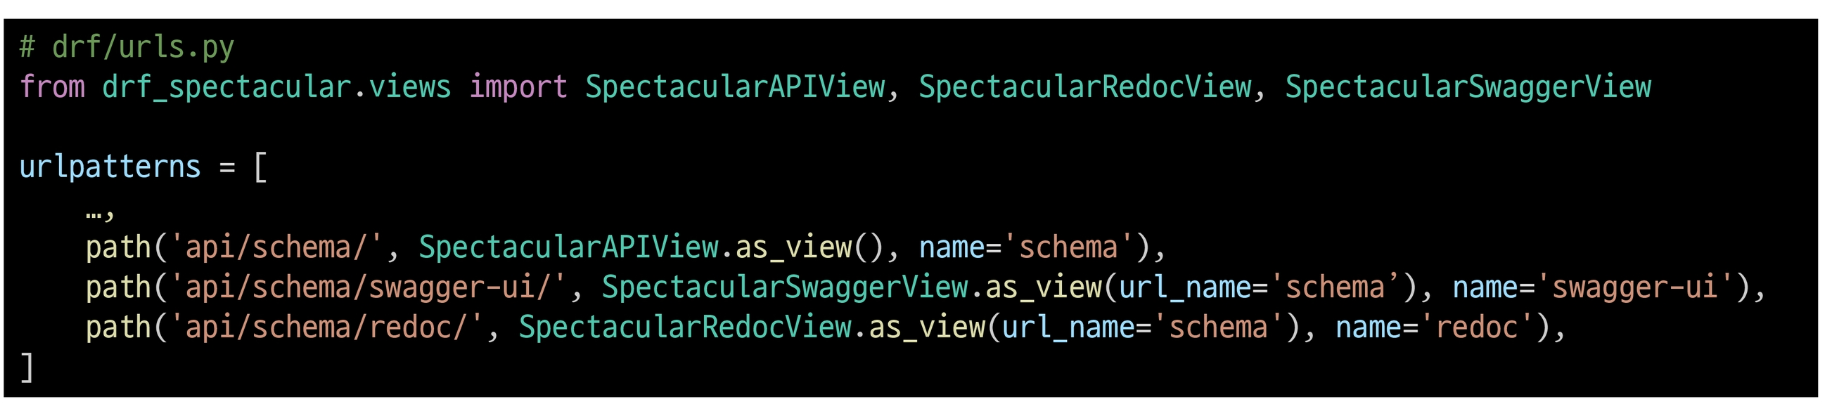 # drf/urls.py
from drf_spectacular.views import SpectacularAPIView, SpectacularRedocView, SpectacularSwaggerView
urlpatterns = [
    …,
    path('api/schema/', SpectacularAPIView.as_view(), name='schema'),
    path('api/schema/swagger-ui/', SpectacularSwaggerView.as_view(url_name='schema’), name='swagger-ui'),
    path('api/schema/redoc/', SpectacularRedocView.as_view(url_name='schema'), name='redoc'),
]